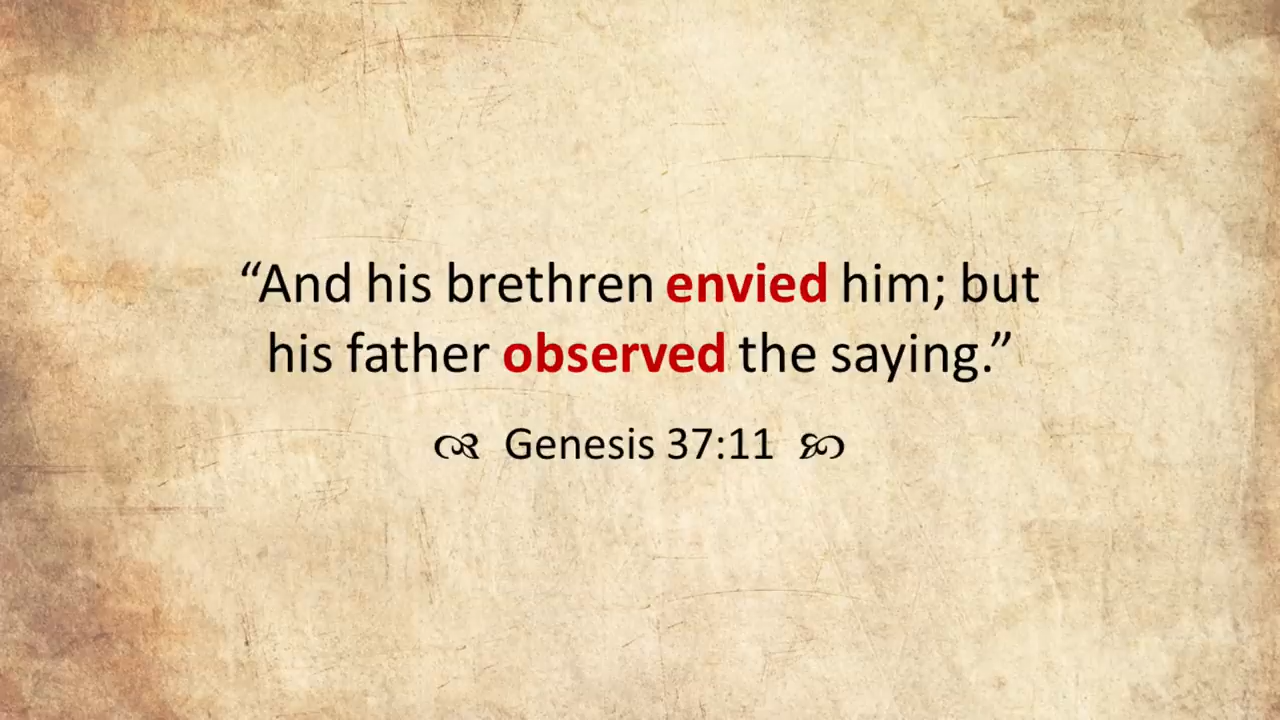 “And his brethren envied him; but
his father observed the saying.”
Genesis 37:11